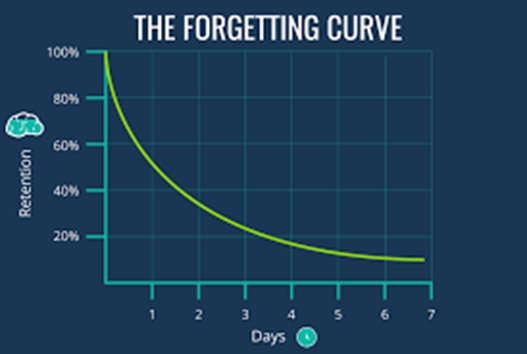 THE FORGETTING CURVE
100%
80%
60%
40%
20%
Retention
1 2 3 4 5 6 7
Days